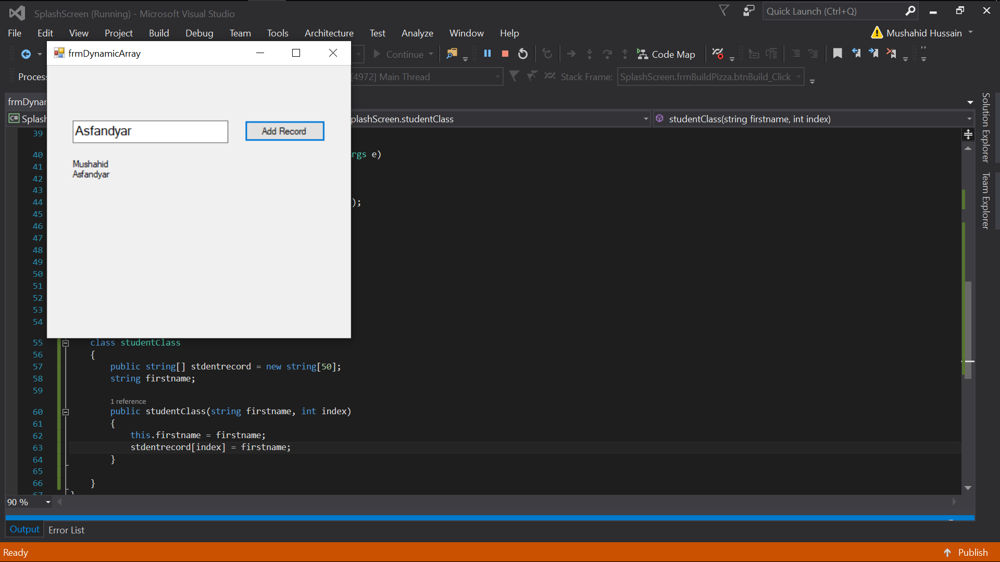 SplashScreen (Running) - Microsoft Visual Studio
Quick Launch (Ctrl+Q)
File Edit View Project Build Debug Team Tools Architecture Test Analyze Window Help
Mushahid Hussain
frmDynamicArray
Continue
Code Map
Process
[4972] Main Thread
Stack Frame:
SplashScreen.frmBuildPizza.btnBuild_Click
frmDynar
C# Splash
plashScreen.studentClass
studentClass(string firstname, int index)
Solution Explorer
Team Explorer
Asfandyar
Add Record
Mushahid
Asfandyar
39
40 rgs e)
41
42
43
44 );
45
46
47
48
49
50
51
52
53
54
55 class studentClass
56 {
57 public string[] stdentrecord = new string[50];
58 string firstname;
59
1 reference
60 public studentClass(string firstname, int index)
61 {
62 this.firstname = firstname;
63 stdentrecord[index] = firstname;
64 }
65
66 }
67 }
90 %
Output Error List
Ready
Publish